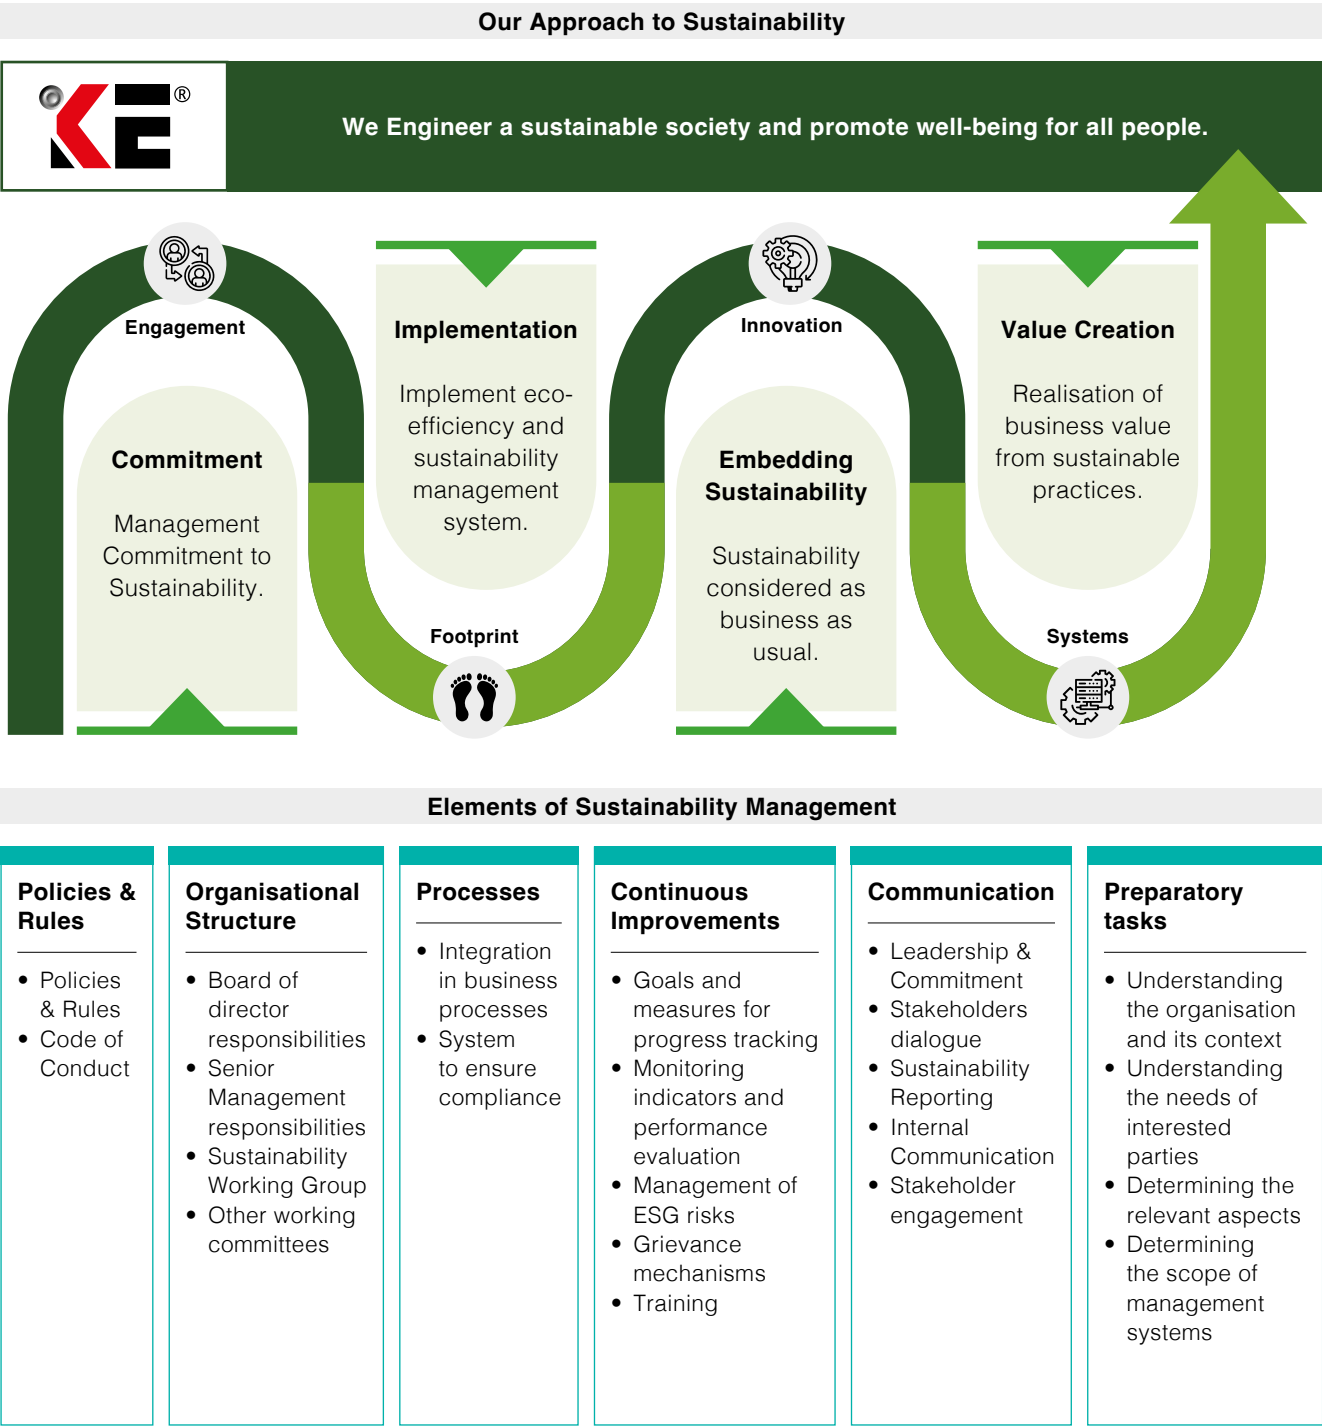 Our Approach to Sustainability
KE®
We Engineer a sustainable society and promote well-being for all people.
Engagement
Commitment
Management
Commitment to
Sustainability.
Implementation
Implement eco-
efficiency and
sustainability
management
system.
Footprint
Innovation
Embedding
Sustainability
Sustainability
considered as
business as
usual.
Value Creation
Realisation of
business value
from sustainable
practices.
Systems
Elements of Sustainability Management
Policies &
Rules
• Policies
& Rules
• Code of
Conduct
Organisational
Structure
• Board of
director
responsibilities
• Senior
Management
responsibilities
• Sustainability
Working Group
• Other working
committees
Processes
• Integration
in business
processes
• System
to ensure
compliance
Continuous
Improvements
• Goals and
measures for
progress tracking
• Monitoring
indicators and
performance
evaluation
• Management of
ESG risks
• Grievance
mechanisms
• Training
Communication
• Leadership &
Commitment
• Stakeholders
dialogue
• Sustainability
Reporting
• Internal
Communication
• Stakeholder
engagement
Preparatory
tasks
• Understanding
the organisation
and its context
• Understanding
the needs of
interested
parties
• Determining the
relevant aspects
• Determining
the scope of
management
systems